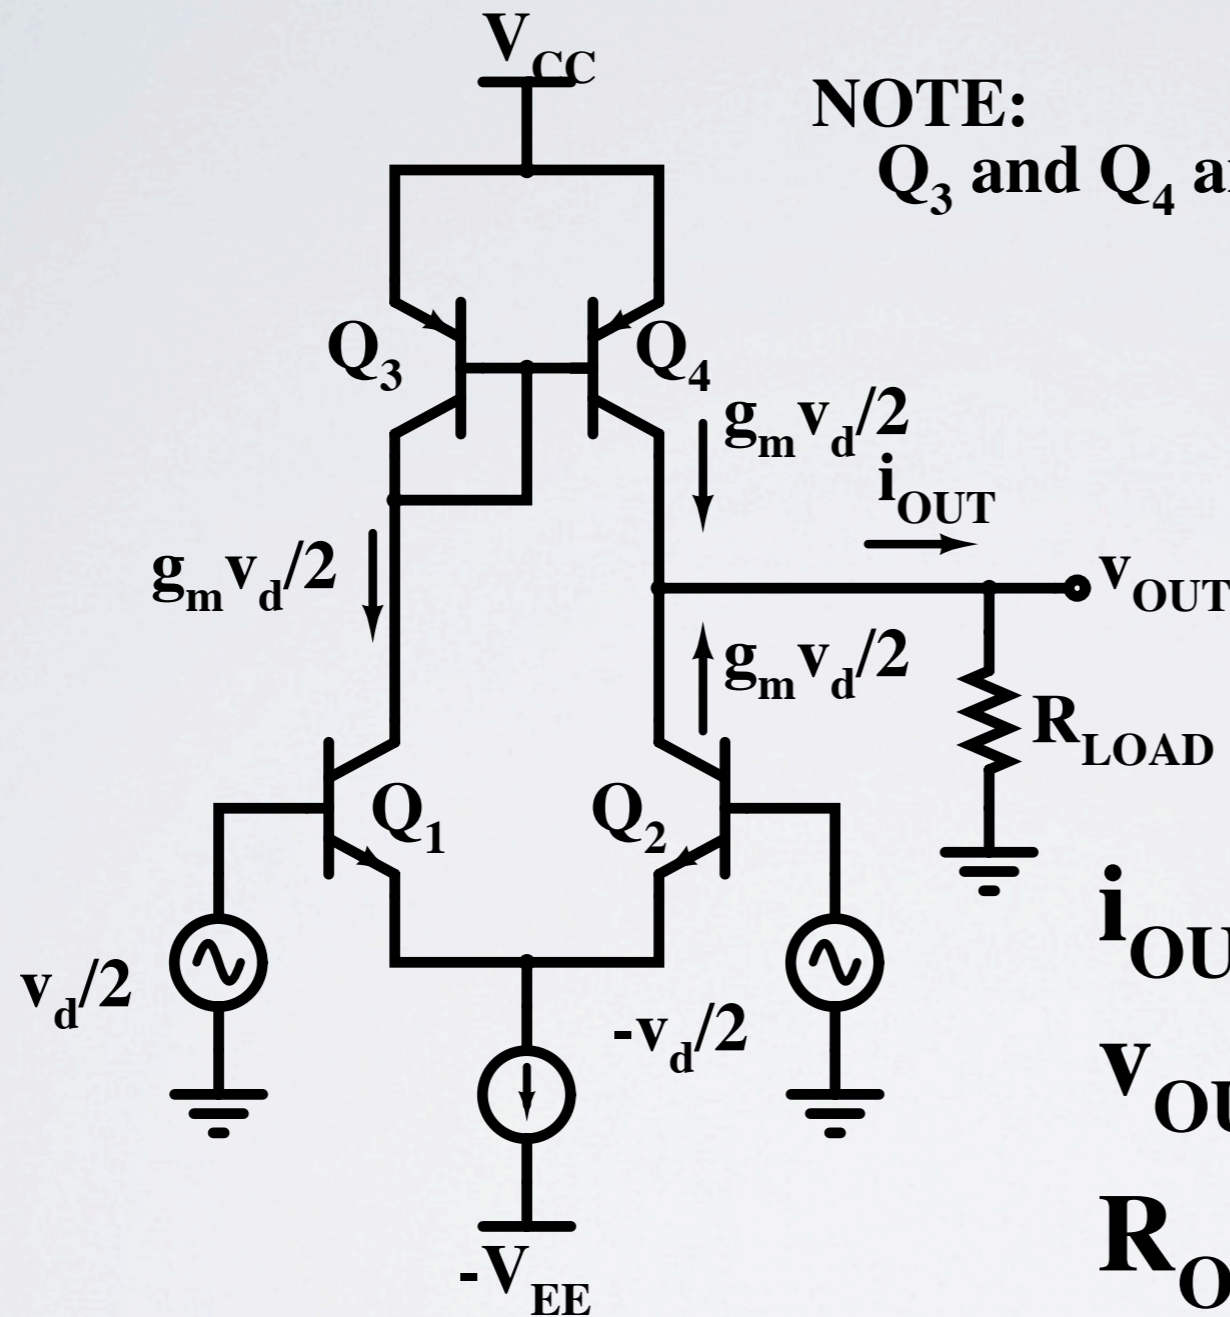 V_CC
NOTE:
Q_3 and Q_4
Q_3
Q_4
g_m v_d/2
i_OUT
g_m v_d/2
v_OUT
g_m v_d/2
R_LOAD
Q_1
Q_2
v_d/2
-v_d/2
-V_EE